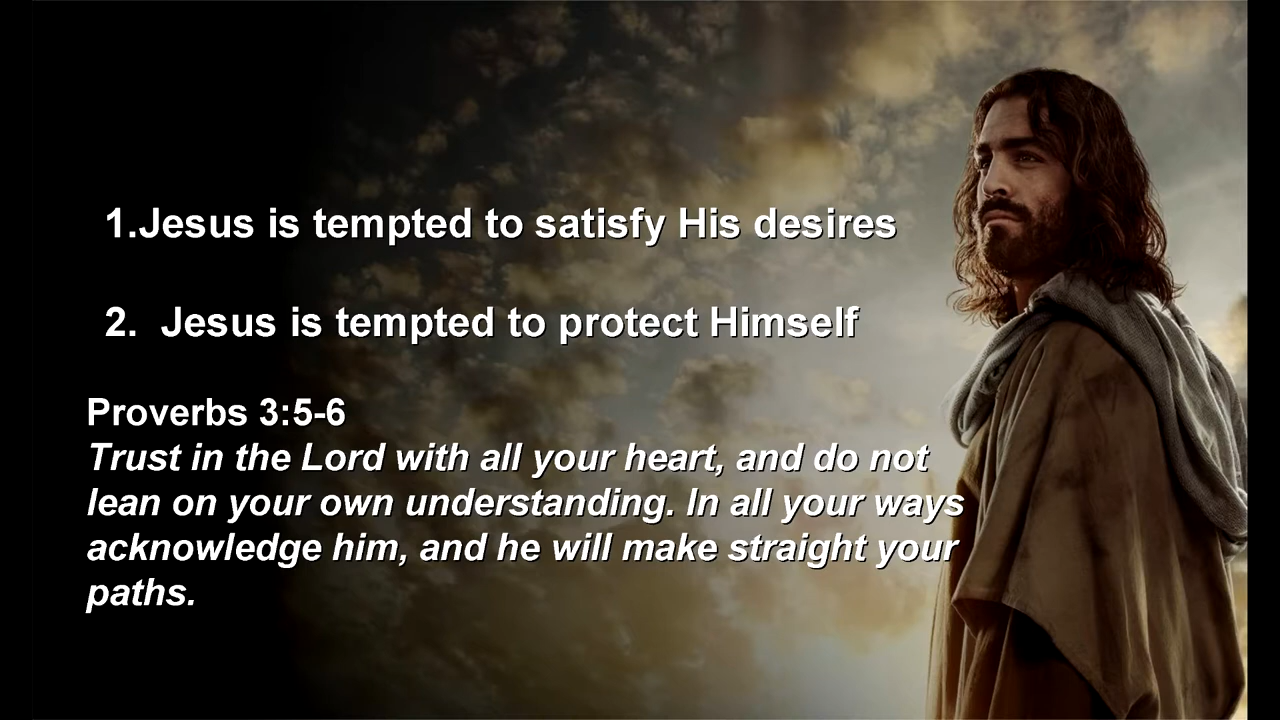 1.Jesus is tempted to satisfy His desires
2. Jesus is tempted to protect Himself
Proverbs 3:5-6
Trust in the Lord with all your heart, and do not
lean on your own understanding. In all your ways
acknowledge him, and he will make straight your
paths.